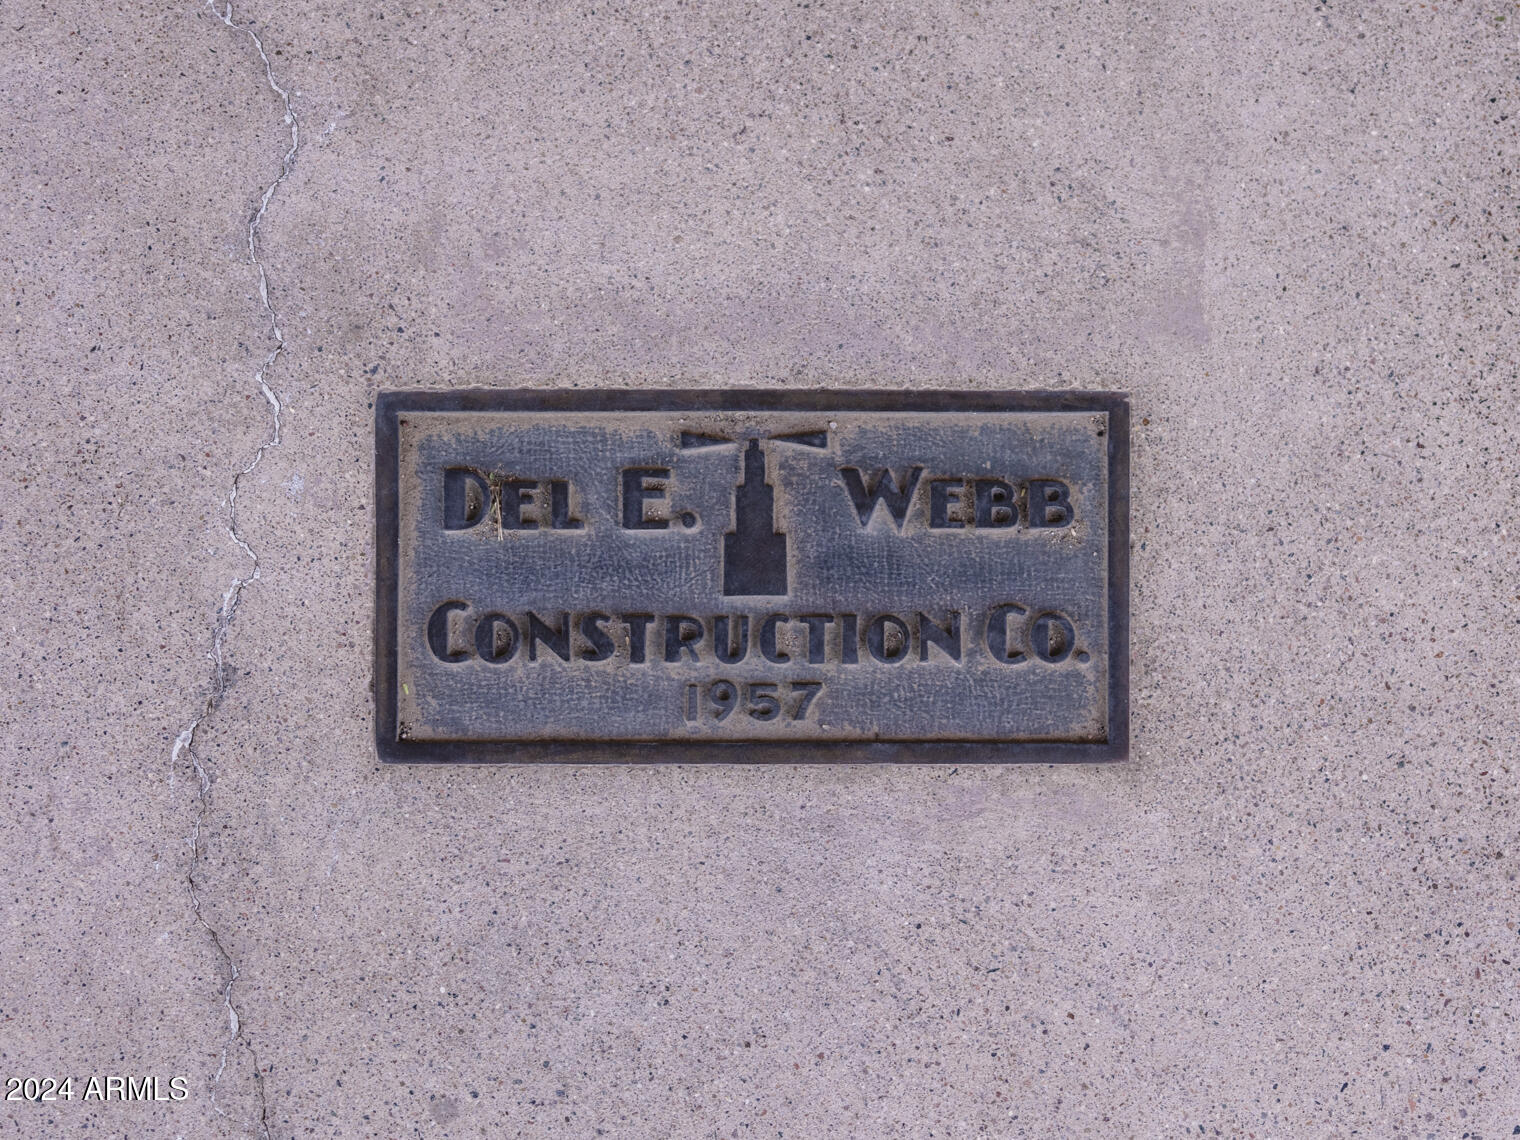 DEL E. WEBB
CONSTRUCTION CO.
1957
2024 ARMLS